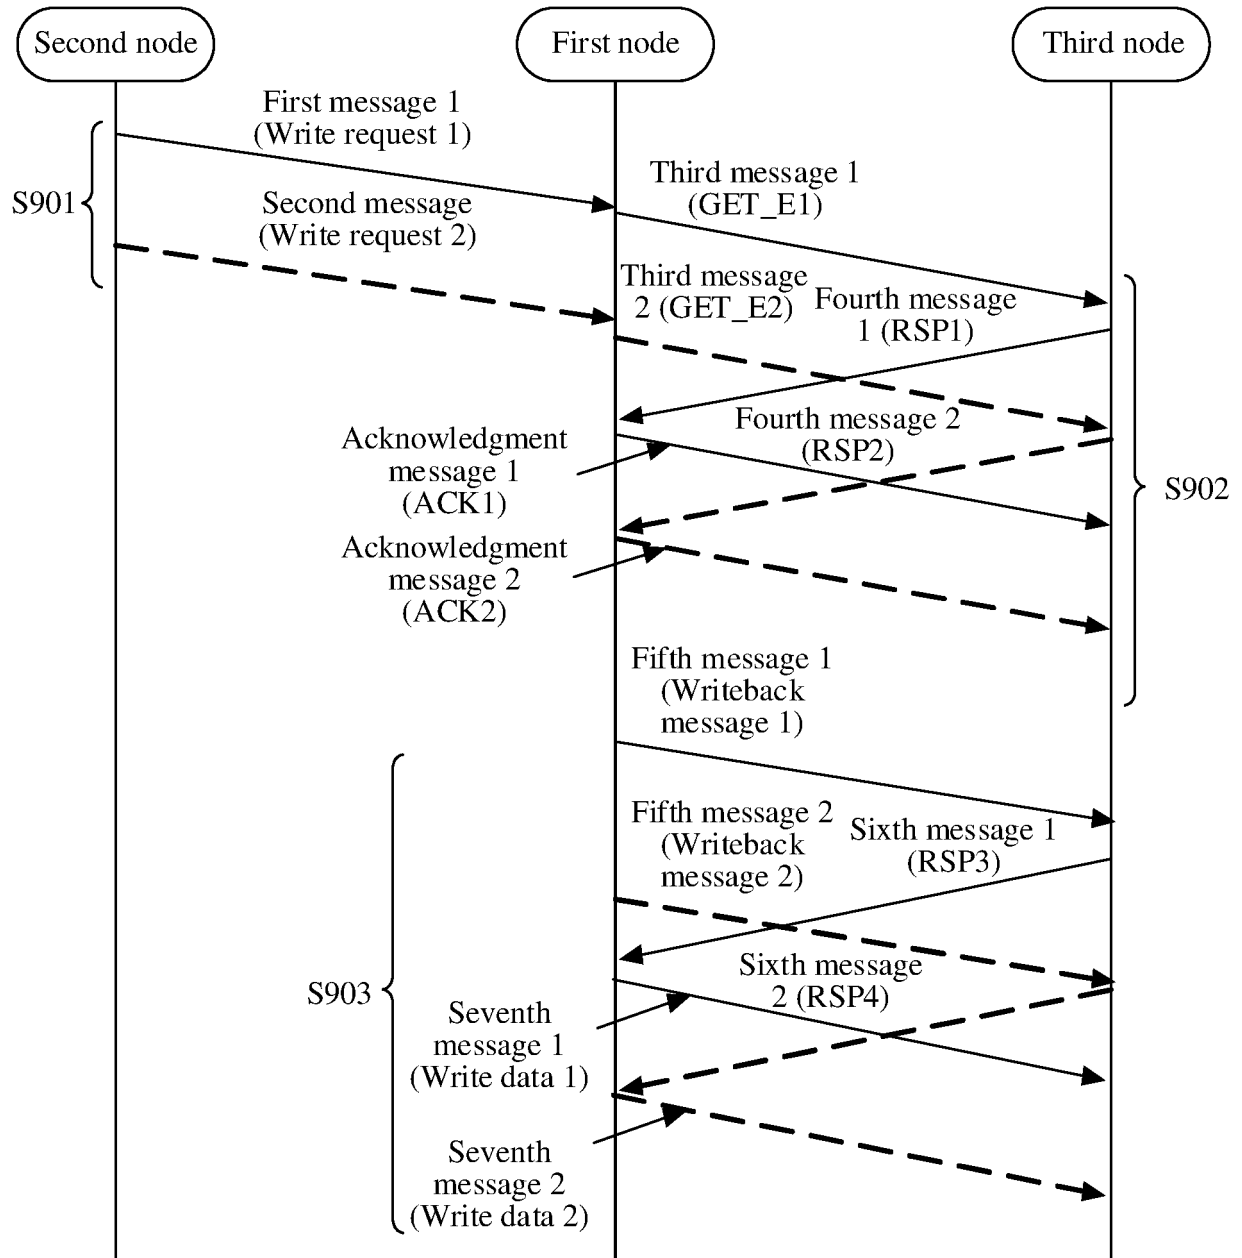 Second node
First node
Third node
First message 1
(Write request 1)
S901
Second message
(Write request 2)
Third message 1
(GET_E1)
Third message
2 (GET_E2)
Fourth message
1 (RSP1)
Fourth message 2
(RSP2)
Acknowledgment
message 1
(ACK1)
S902
Acknowledgment
message 2
(ACK2)
Fifth message 1
(Writeback
message 1)
Fifth message 2
(Writeback
message 2)
Sixth message 1
(RSP3)
Sixth message
2 (RSP4)
S903
Seventh
message 1
(Write data 1)
Seventh
message 2
(Write data 2)